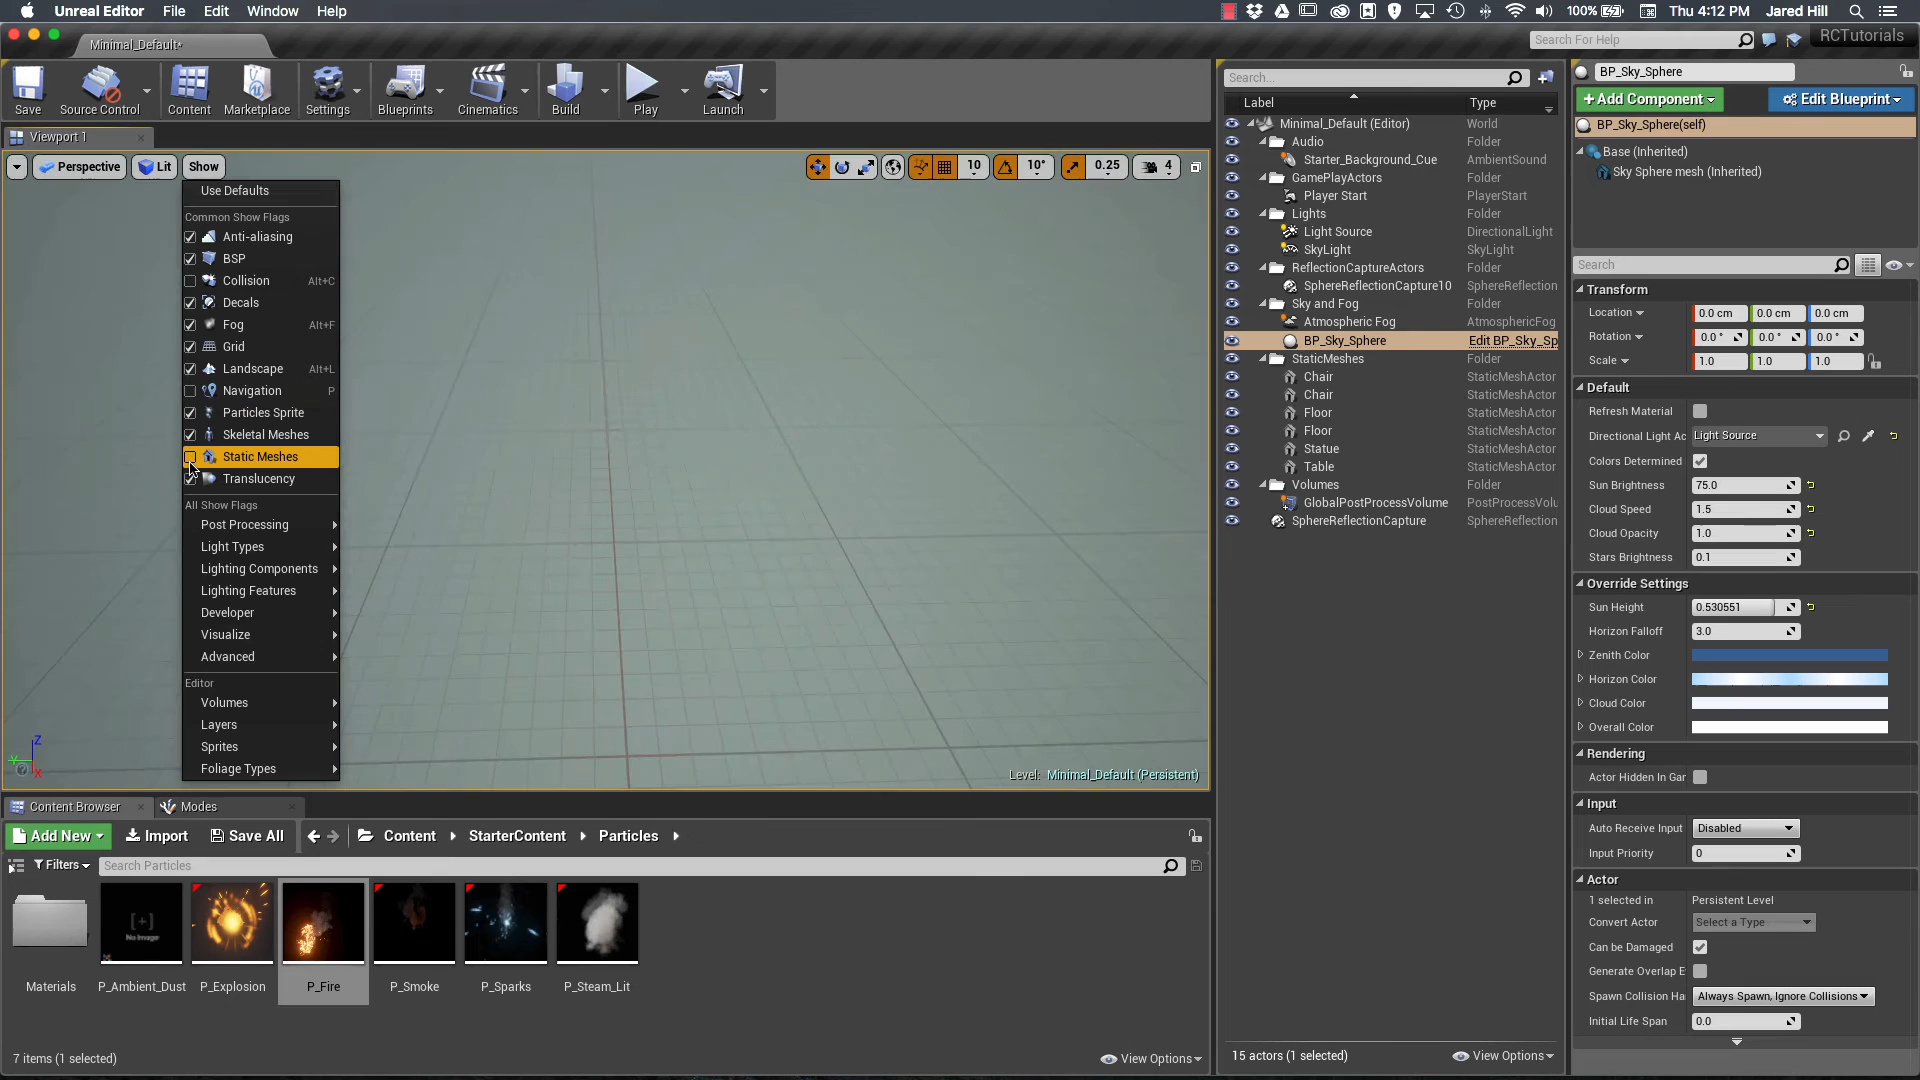 Unreal Editor File Edit Window Help
100% Thu 4:12 PM Jared Hill
Minimal_Default*
Search For Help
RCTutorials
Save Source Control Content Marketplace Settings Blueprints Cinematics Build Play Launch
Viewport 1
Perspective Lit Show
10 10° 0.25 4
Use Defaults
Common Show Flags
Anti-aliasing
BSP
Collision Alt+C
Decals
Fog Alt+F
Grid
Landscape Alt+L
Navigation P
Particles Sprite
Skeletal Meshes
Static Meshes
Translucency
All Show Flags
Post Processing
Light Types
Lighting Components
Lighting Features
Developer
Visualize
Advanced
Editor
Volumes
Layers
Sprites
Foliage Types
Z
Y
X
Level: Minimal_Default (Persistent)
Content Browser Modes
Add New Import Save All Content StarterContent Particles
Filters Search Particles
[+]
No Image
Materials P_Ambient_Dust P_Explosion P_Fire P_Smoke P_Sparks P_Steam_Lit
7 items (1 selected) View Options
Search...
Label Type
Minimal_Default (Editor) World
Audio Folder
Starter_Background_Cue AmbientSound
GamePlayActors Folder
Player Start PlayerStart
Lights Folder
Light Source DirectionalLight
SkyLight SkyLight
ReflectionCaptureActors Folder
SphereReflectionCapture10 SphereReflection
Sky and Fog Folder
Atmospheric Fog AtmosphericFog
BP_Sky_Sphere Edit BP_Sky_Sp
StaticMeshes Folder
Chair StaticMeshActor
Chair StaticMeshActor
Floor StaticMeshActor
Floor StaticMeshActor
Statue StaticMeshActor
Table StaticMeshActor
Volumes Folder
GlobalPostProcessVolume PostProcessVolu
SphereReflectionCapture SphereReflection
15 actors (1 selected) View Options
BP_Sky_Sphere
+Add Component Edit Blueprint
BP_Sky_Sphere(self)
Base (Inherited)
Sky Sphere mesh (Inherited)
Search
Transform
Location 0.0 cm 0.0 cm 0.0 cm
Rotation 0.0 ° 0.0 ° 0.0 °
Scale 1.0 1.0 1.0
Default
Refresh Material
Directional Light Ac Light Source
Colors Determined
Sun Brightness 75.0
Cloud Speed 1.5
Cloud Opacity 1.0
Stars Brightness 0.1
Override Settings
Sun Height 0.530551
Horizon Falloff 3.0
Zenith Color
Horizon Color
Cloud Color
Overall Color
Rendering
Actor Hidden In Gar
Input
Auto Receive Input Disabled
Input Priority 0
Actor
1 selected in Persistent Level
Convert Actor Select a Type
Can be Damaged
Generate Overlap E
Spawn Collision Ha Always Spawn, Ignore Collisions
Initial Life Span 0.0